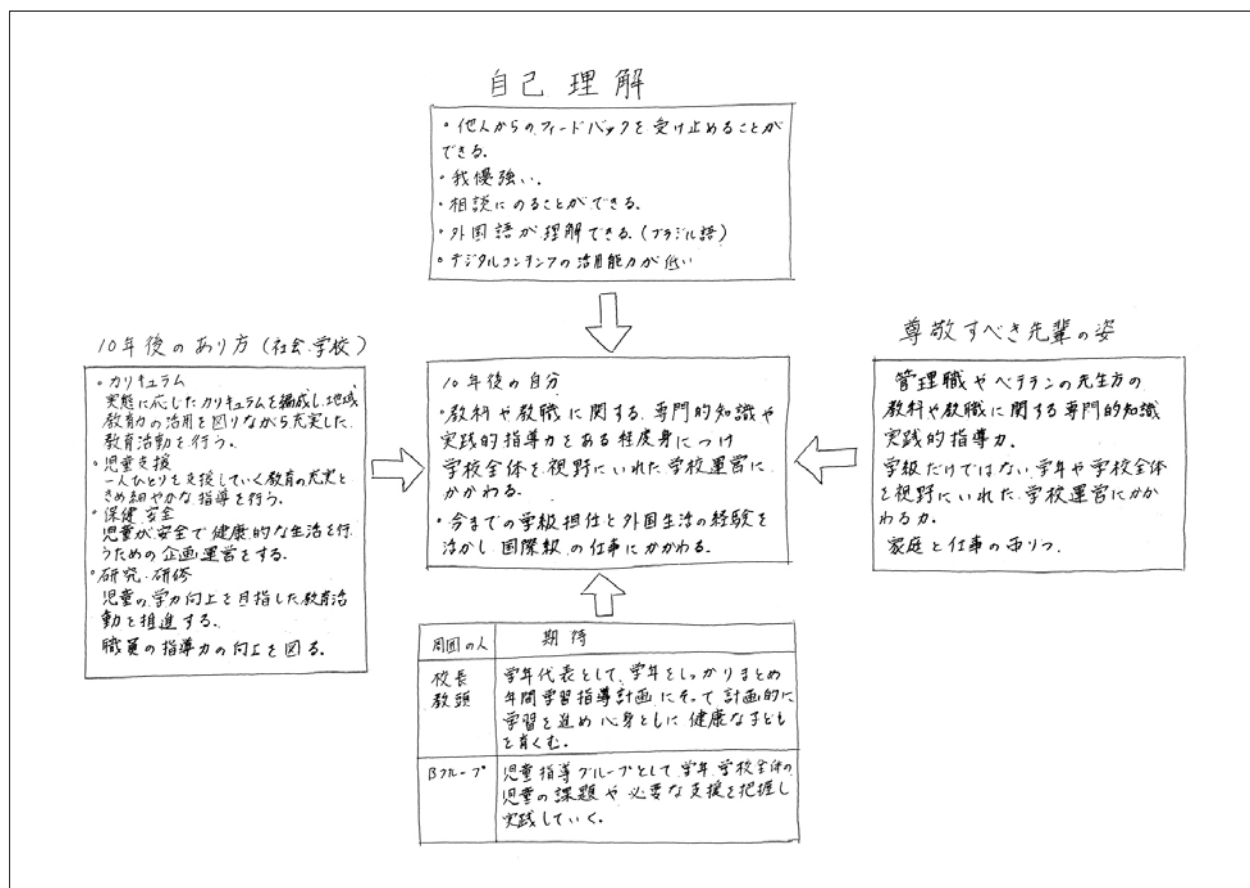 自己理解
・他人からのフィードバックを受け止めることが
できる.
・我慢強い.
・相談にのることができる.
・外国語が理解できる.(ブラジル語)
・デジタルコンテンツの活用能力が低い
10年後のあり方(社会.学校)
・カリキュラム
実態に応じたカリキュラムを編成し.地域
教育力の活用を図りながら充実した.
教育活動を行う.
・児童支援
一人ひとりを支援していく教育の充実と
きめ細やかな指導を行う.
・保健.安全
児童が安全で健康的な生活を行
うための企画運営をする.
・研究.研修
児童の学力向上を目指した教育活
動を推進する.
職員の指導力の向上を図る.
10年後の自分
・教科や教職に関する.専門的知識や
実践的指導力をある程度身につけ
学校全体を視野にいれた学校運営に
かかわる.
・今までの学級担任と外国生活の経験を
活かし国際級の仕事にかかわる.
尊敬すべき先輩の姿
管理職やベテランの先生方の
教科や教職に関する専門的知識
実践的指導力.
学級だけではない学年や学校全体
を視野にいれた.学校運営にかか
わる力.
家庭と仕事の両りつ.
周囲の人 期待
校長 学年代表として.学年をしっかりまとめ
教頭 年間学習指導計画にそって計画的に
学習を進め心身ともに健康な子ども
を育くむ.
Bグループ 児童指導グループとして.学年.学校全体の
児童の課題や必要な支援を把握し
実践していく.